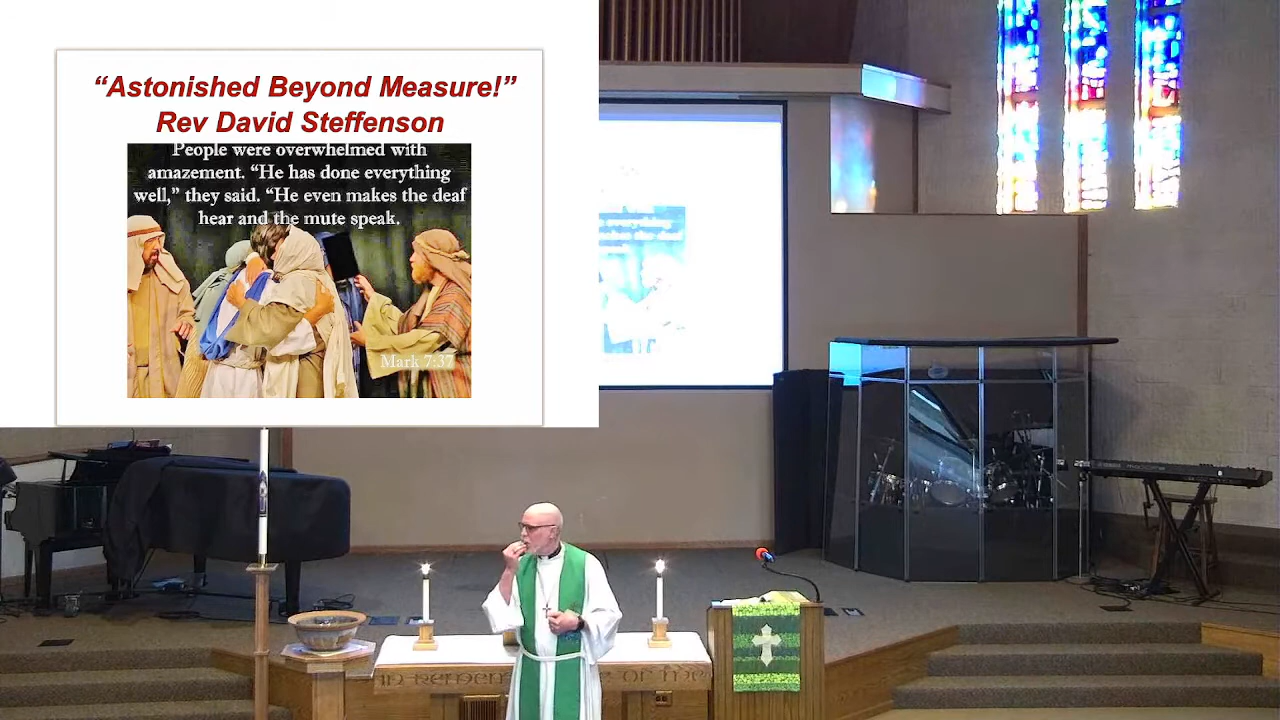 “Astonished Beyond Measure!”
Rev David Steffenson
People were overwhelmed with
amazement. “He has done everything
well,” they said. “He even makes the deaf
hear and the mute speak.
Mark 7:37